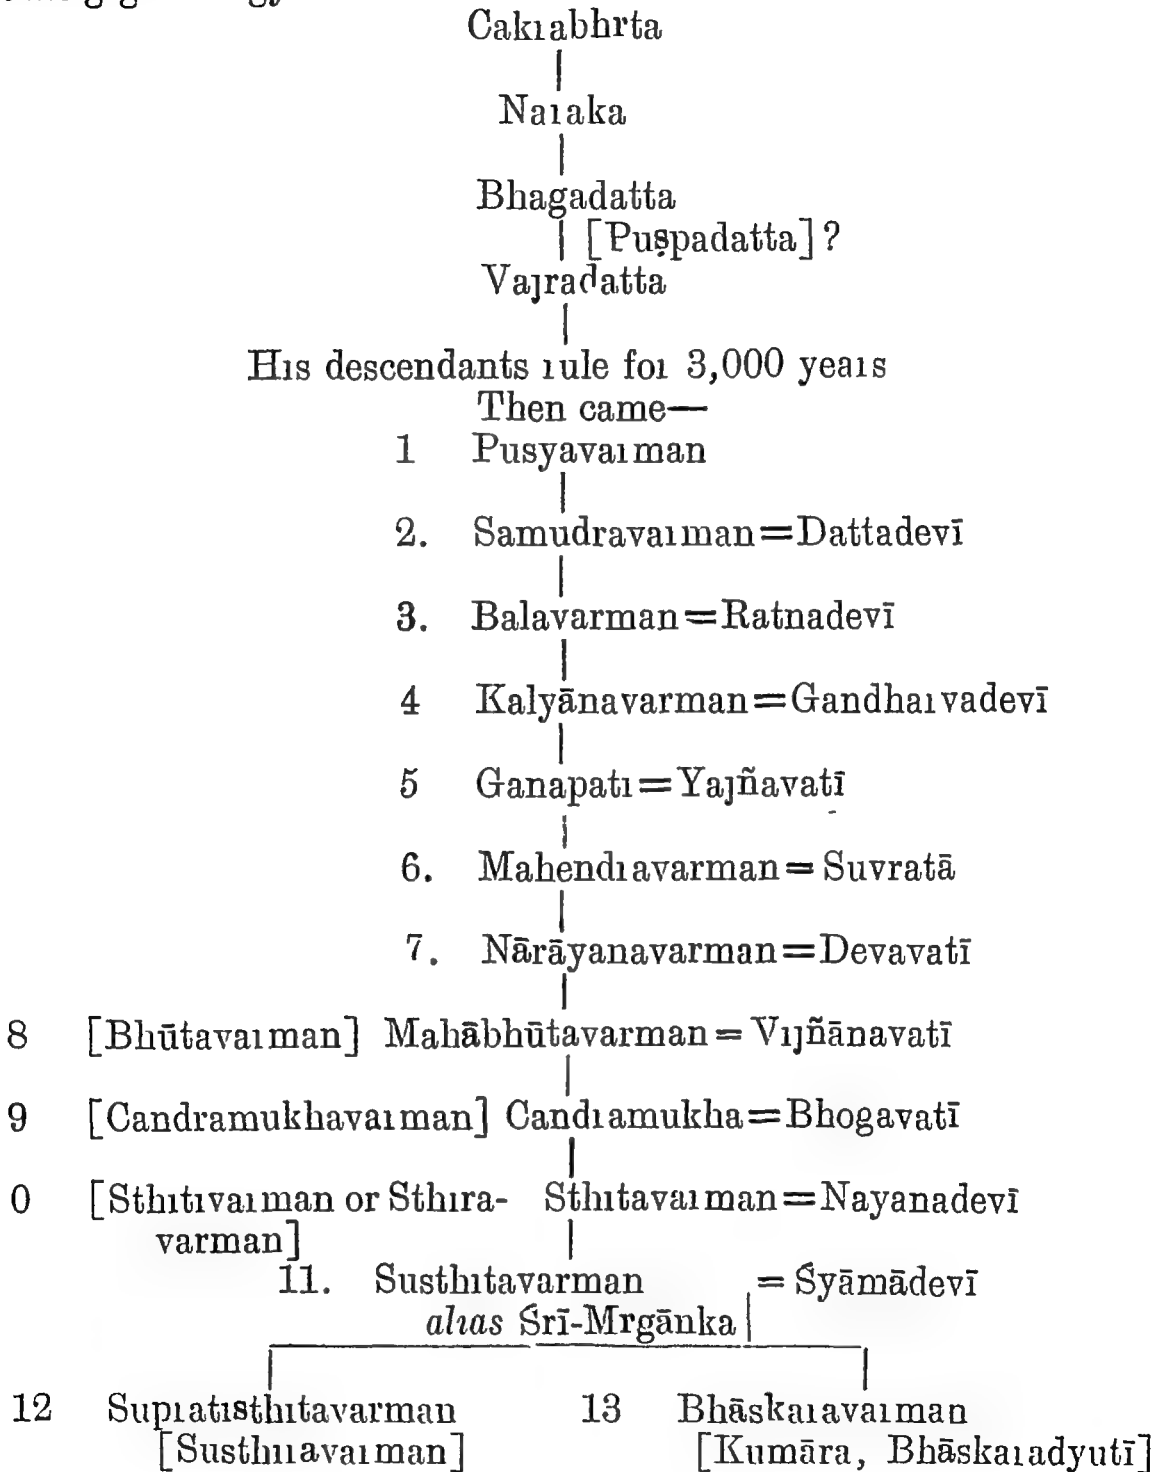 Cakrabhrta
Naraka
Bhagadatta
[Puṣpadatta]?
Vajradatta
His descendants rule for 3,000 years
Then came—
1 Pusyavarman
2. Samudravarman=Dattadevī
3. Balavarman=Ratnadevī
4 Kalyānavarman=Gandharvadevī
5 Ganapati=Yajñavatī
6. Mahendravarman=Suvratā
7. Nārāyanavarman=Devavatī
8 [Bhūtavarman] Mahābhūtavarman=Vijñānavatī
9 [Candramukhavarman] Candramukha=Bhogavatī
0 [Sthitivarman or Sthira- Sthitavarman=Nayanadevī
varman]
11. Susthitavarman = Śyāmādevī
alias Śrī-Mrgānka
12 Supratisthitavarman 13 Bhāskaravarman
[Susthiravarman] [Kumāra, Bhāskaradyutī]